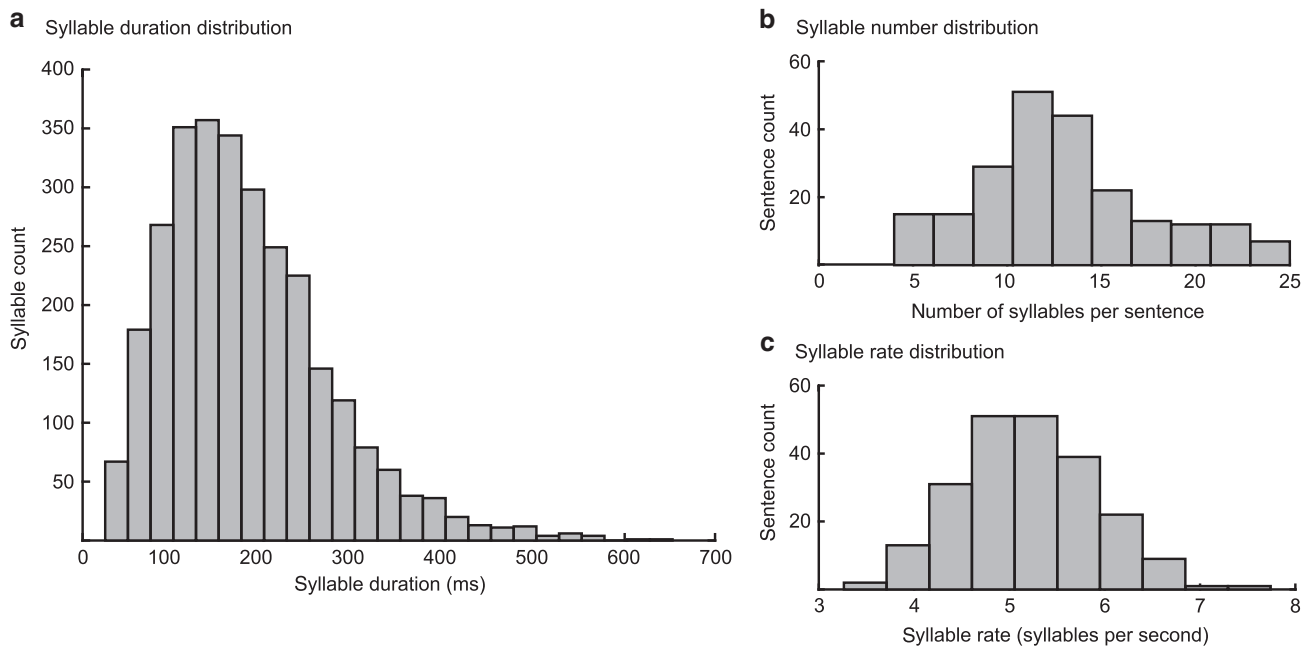 a Syllable duration distribution
400
350
300
250
200
150
100
50
Syllable count
0 100 200 300 400 500 600 700
Syllable duration (ms)
b Syllable number distribution
60
40
20
Sentence count
0 5 10 15 20 25
Number of syllables per sentence
c Syllable rate distribution
60
40
20
Sentence count
3 4 5 6 7 8
Syllable rate (syllables per second)